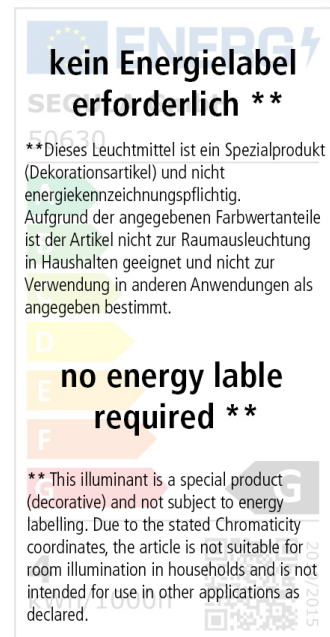 ENERG
kein Energielabel
erforderlich **
50630
**Dieses Leuchtmittel ist ein Spezialprodukt
(Dekorationsartikel) und nicht
energiekennzeichnungspflichtig.
Aufgrund der angegebenen Farbwertanteile
ist der Artikel nicht zur Raumausleuchtung
in Haushalten geeignet und nicht zur
Verwendung in anderen Anwendungen als
angegeben bestimmt.
D
E
no energy lable
required **
F
G
** This illuminant is a special product
(decorative) and not subject to energy
labelling. Due to the stated Chromaticity
coordinates, the article is not suitable for
room illumination in households and is not
intended for use in other applications as
declared.
kWh/1000h